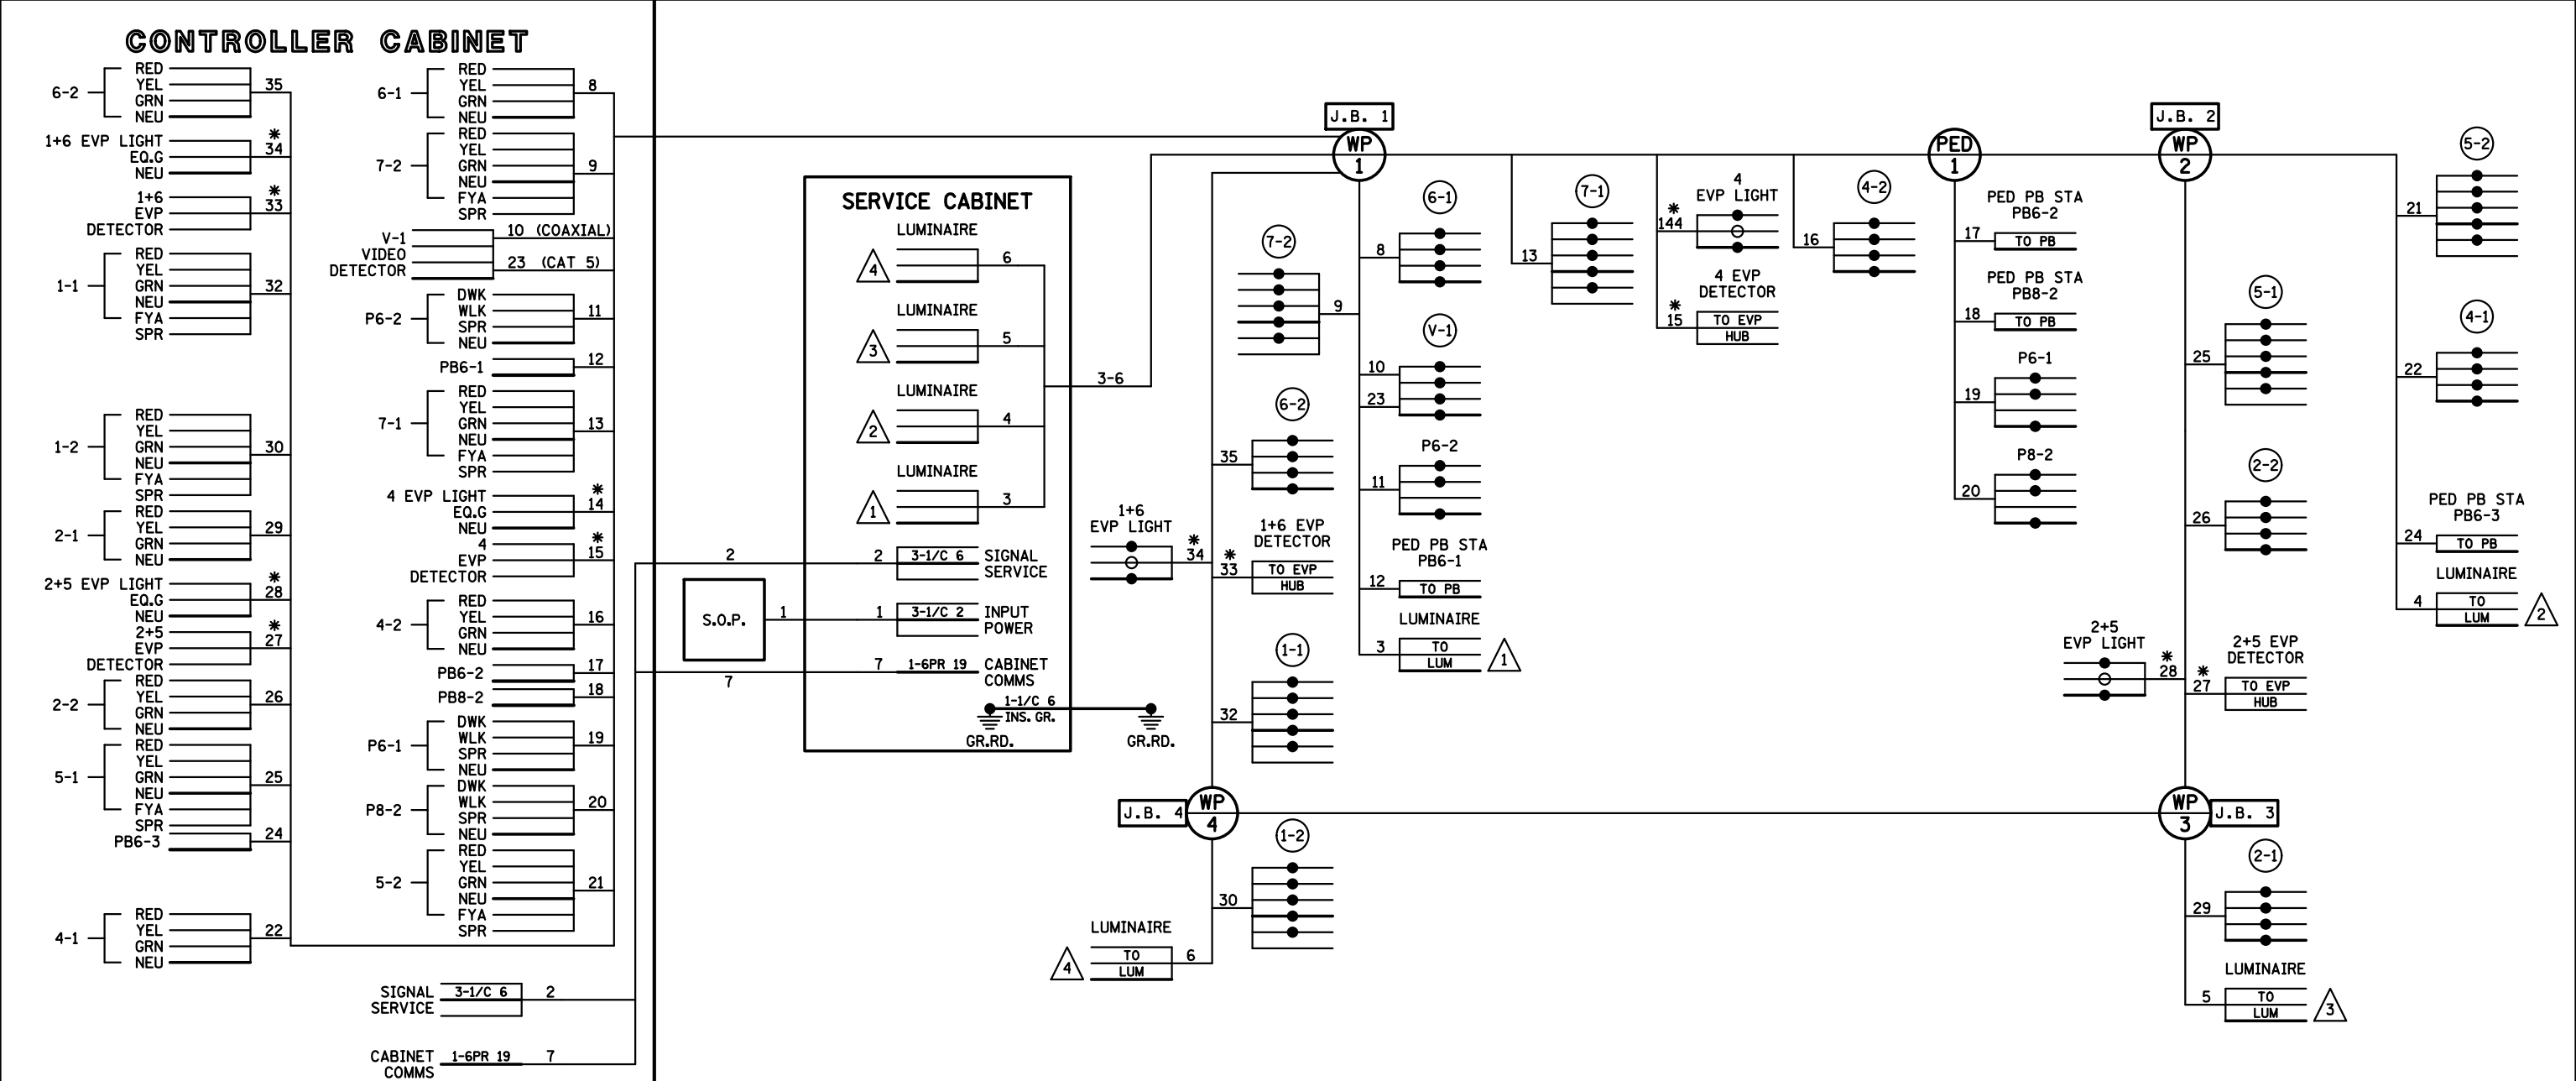 CONTROLLER CABINET
6-2
RED
YEL
GRN
NEU
35
1+6 EVP LIGHT
EQ.G
NEU
*
34
1+6
EVP
DETECTOR
*
33
1-1
RED
YEL
GRN
NEU
FYA
SPR
32
1-2
RED
YEL
GRN
NEU
FYA
SPR
30
2-1
RED
YEL
GRN
NEU
29
2+5 EVP LIGHT
EQ.G
NEU
*
28
2+5
EVP
DETECTOR
*
27
2-2
RED
YEL
GRN
NEU
26
5-1
RED
YEL
GRN
NEU
FYA
SPR
25
PB6-3
24
4-1
RED
YEL
GRN
NEU
22
6-1
RED
YEL
GRN
NEU
8
7-2
RED
YEL
GRN
NEU
FYA
SPR
9
V-1
VIDEO
DETECTOR
10 (COAXIAL)
23 (CAT 5)
P6-2
DWK
WLK
SPR
NEU
11
PB6-1
12
7-1
RED
YEL
GRN
NEU
FYA
SPR
13
4 EVP LIGHT
EQ.G
NEU
*
14
4
EVP
DETECTOR
*
15
4-2
RED
YEL
GRN
NEU
16
PB6-2
17
PB8-2
18
P6-1
DWK
WLK
SPR
NEU
19
P8-2
DWK
WLK
SPR
NEU
20
5-2
RED
YEL
GRN
NEU
FYA
SPR
21
SIGNAL
SERVICE
3-1/C 6
2
CABINET
COMMS
1-6PR 19
7
2
S.O.P.
1
7
SERVICE CABINET
LUMINAIRE
4
6
LUMINAIRE
3
5
LUMINAIRE
2
4
LUMINAIRE
1
3
3-6
2
3-1/C 6
SIGNAL
SERVICE
1
3-1/C 2
INPUT
POWER
7
1-6PR 19
CABINET
COMMS
1-1/C 6
INS. GR.
GR.RD.
GR.RD.
J.B. 1
WP
1
7-2
9
6-2
35
1+6
EVP LIGHT
*
34
1+6 EVP
DETECTOR
*
33
TO EVP
HUB
1-1
32
J.B. 4
WP
4
1-2
30
LUMINAIRE
4
TO
LUM
6
6-1
8
V-1
10
23
P6-2
11
PED PB STA
PB6-1
12
TO PB
LUMINAIRE
3
TO
LUM
1
7-1
13
4
EVP LIGHT
*
144
4 EVP
DETECTOR
*
15
TO EVP
HUB
4-2
16
PED
1
PED PB STA
PB6-2
17
TO PB
PED PB STA
PB8-2
18
TO PB
P6-1
19
P8-2
20
J.B. 2
WP
2
5-1
25
2-2
26
2+5
EVP LIGHT
*
28
2+5 EVP
DETECTOR
*
27
TO EVP
HUB
WP
3
J.B. 3
2-1
29
LUMINAIRE
5
TO
LUM
3
5-2
21
4-1
22
PED PB STA
PB6-3
24
TO PB
LUMINAIRE
4
TO
LUM
2